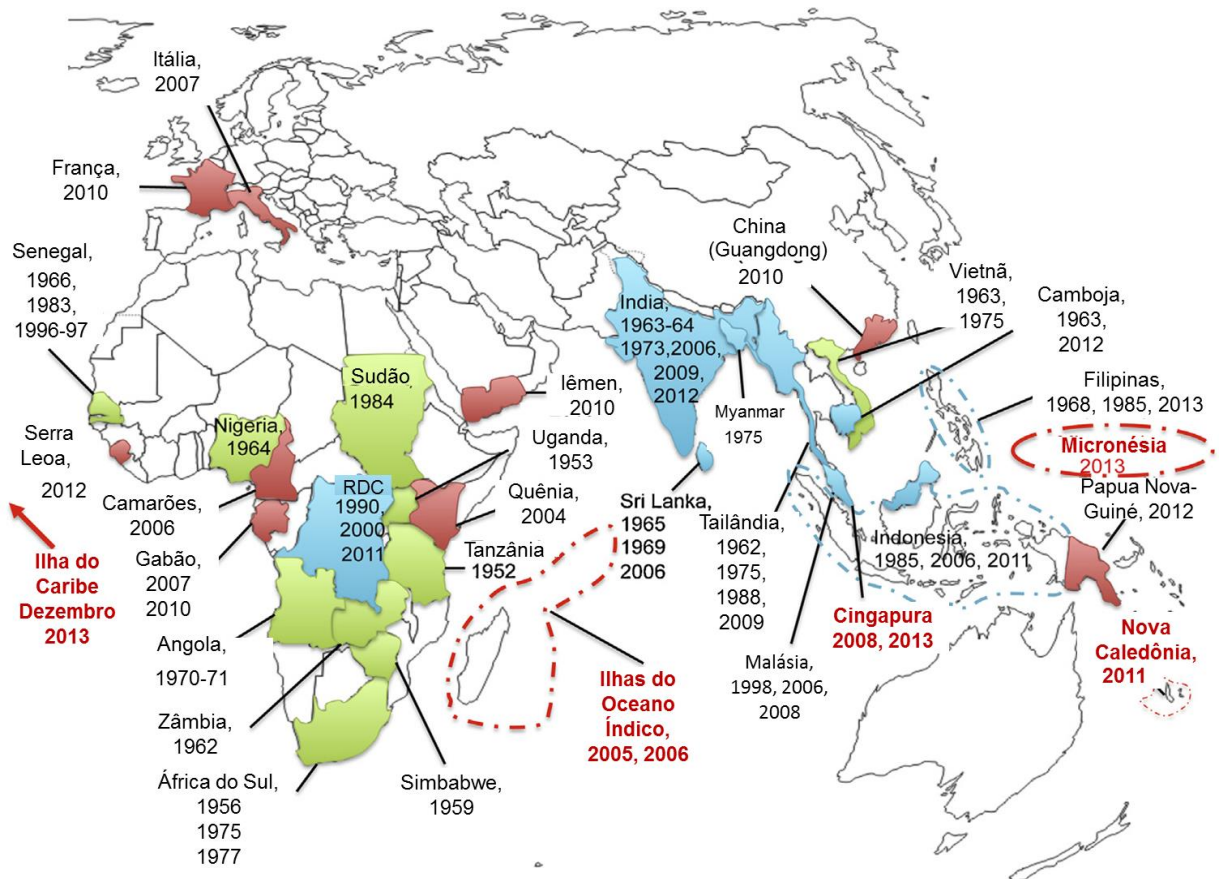 Itália,
2007
França,
2010
Senegal,
1966,
1983,
1996-97
Serra
Leoa,
2012
Ilha do
Caribe
Dezembro
2013
Camarões,
2006
Gabão,
2007
2010
Nigeria,
1964
Sudão,
1984
RDC
1990,
2000
2011
Angola,
1970-71
Zâmbia,
1962
África do Sul,
1956
1975
1977
Simbabwe,
1959
Iêmen,
2010
Uganda,
1953
Quênia,
2004
Tanzânia
1952
Ilhas do
Oceano
Índico,
2005, 2006
India,
1963-64
1973,2006,
2009,
2012
Sri Lanka,
1965
1969
2006
Myanmar
1975
China
(Guangdong)
2010
Vietnã,
1963,
1975
Camboja,
1963,
2012
Filipinas,
1968, 1985, 2013
Micronésia
2013
Papua Nova-
Guiné, 2012
Tailândia,
1962,
1975,
1988,
2009
Malásia,
1998, 2006,
2008
Cingapura
2008, 2013
Indonesia,
1985, 2006, 2011
Nova
Caledônia,
2011